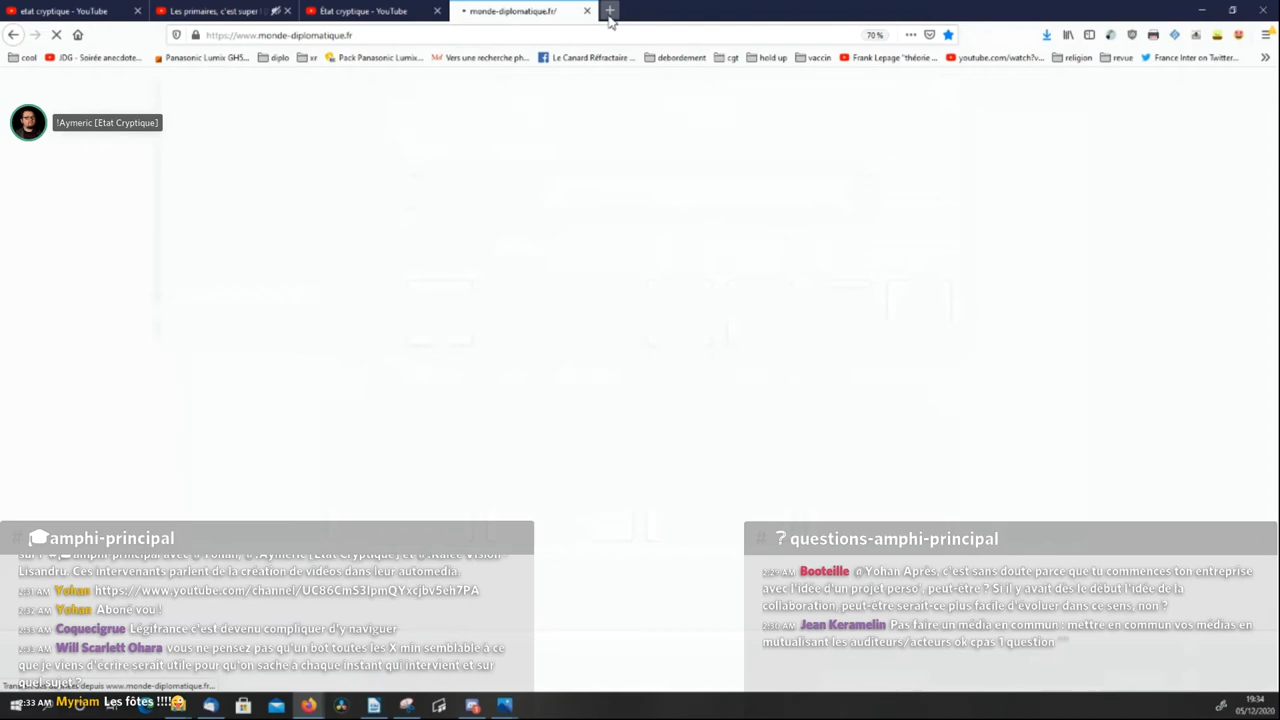 etat cryptique - YouTube
Les primaires, c'est super
État cryptique - YouTube
monde-diplomatique.fr/
https://www.monde-diplomatique.fr
70 %
cool
JDG - Soirée anecdote...
Panasonic Lumix GH5...
diplo
xr
Pack Panasonic Lumix...
Vers une recherche ph...
Le Canard Réfractaire ...
debordement
cgt
hold up
vaccin
Frank Lepage "théorie ...
youtube.com/watch?v...
religion
revue
France Inter on Twitter...
!Aymeric [Etat Cryptique]
# amphi-principal
Ces intervenants parlent de la création de vidéos dans leur automedia.
2:31 AM Yohan https://www.youtube.com/channel/UC86CmS3IpmQYxcjbv5eh7PA
2:32 AM Yohan Aboné vou !
2:33 AM Coquecigrue Légifrance c'est devenu compliquer d'y naviguer
2:33 AM Will Scarlett Ohara vous ne pensez pas qu'un bot toutes les X min semblable à ce
que je viens d'écrire serait utile pour qu'on sache à chaque instant qui intervient et sur
quel sujet ?
2:33 AM Myriam Les fôtes !!!!
# ? questions-amphi-principal
2:29 AM Booteille @Yohan Après, c'est sans doute parce que tu commences ton entreprise
avec l'idée d'un projet perso', peut-être ? Si il y avait dès le début l'idée de la
collaboration, peut-être serait-ce plus facile d'évoluer dans ce sens, non ?
2:30 AM Jean Keramelin Pas faire un média en commun : mettre en commun vos médias en
mutualisant les auditeurs/acteurs ok cpas 1 question ^^
depuis www.monde-diplomatique.fr...
19:34
05/12/2020